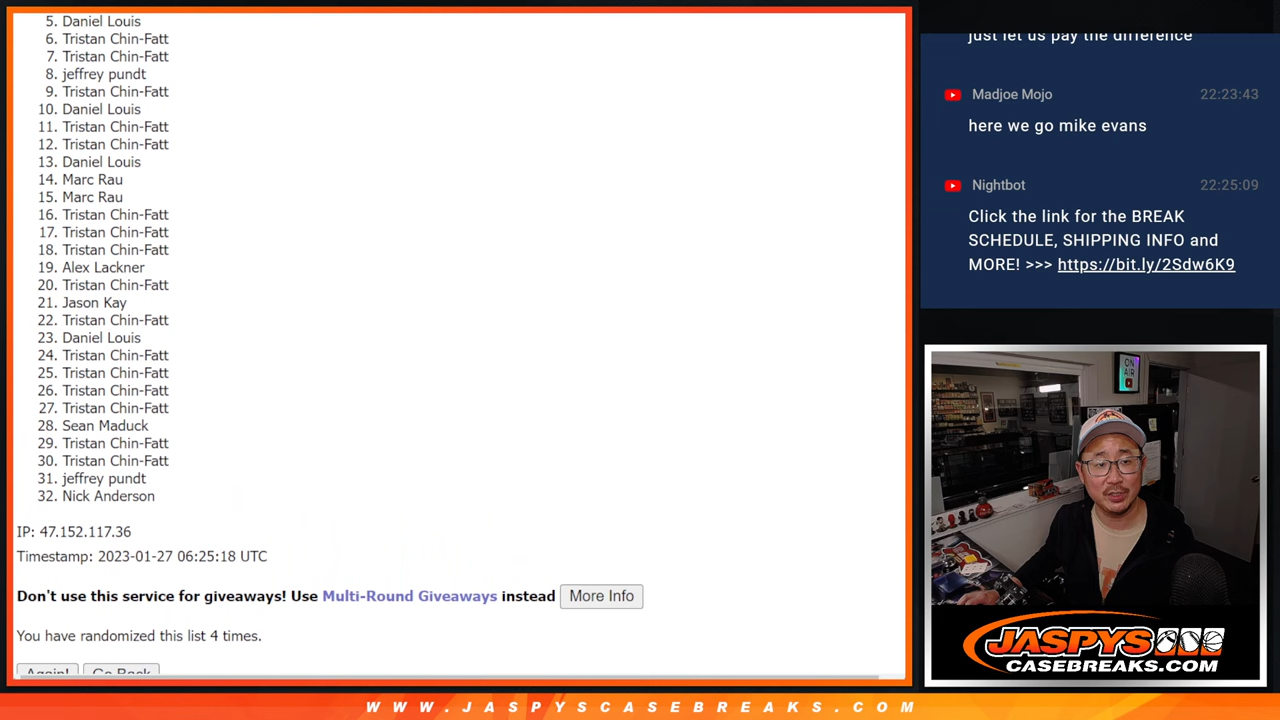 5. Daniel Louis
6. Tristan Chin-Fatt
7. Tristan Chin-Fatt
8. jeffrey pundt
9. Tristan Chin-Fatt
10. Daniel Louis
11. Tristan Chin-Fatt
12. Tristan Chin-Fatt
13. Daniel Louis
14. Marc Rau
15. Marc Rau
16. Tristan Chin-Fatt
17. Tristan Chin-Fatt
18. Tristan Chin-Fatt
19. Alex Lackner
20. Tristan Chin-Fatt
21. Jason Kay
22. Tristan Chin-Fatt
23. Daniel Louis
24. Tristan Chin-Fatt
25. Tristan Chin-Fatt
26. Tristan Chin-Fatt
27. Tristan Chin-Fatt
28. Sean Maduck
29. Tristan Chin-Fatt
30. Tristan Chin-Fatt
31. jeffrey pundt
32. Nick Anderson
IP: 47.152.117.36
Timestamp: 2023-01-27 06:25:18 UTC
Don't use this service for giveaways! Use Multi-Round Giveaways instead More Info
You have randomized this list 4 times.
Again! Go Back
just let us pay the difference
Madjoe Mojo 22:23:43
here we go mike evans
Nightbot 22:25:09
Click the link for the BREAK
SCHEDULE, SHIPPING INFO and
MORE! >>> https://bit.ly/2Sdw6K9
ON
AIR
JASPYS
CASEBREAKS.COM
WWW.JASPYSCASEBREAKS.COM